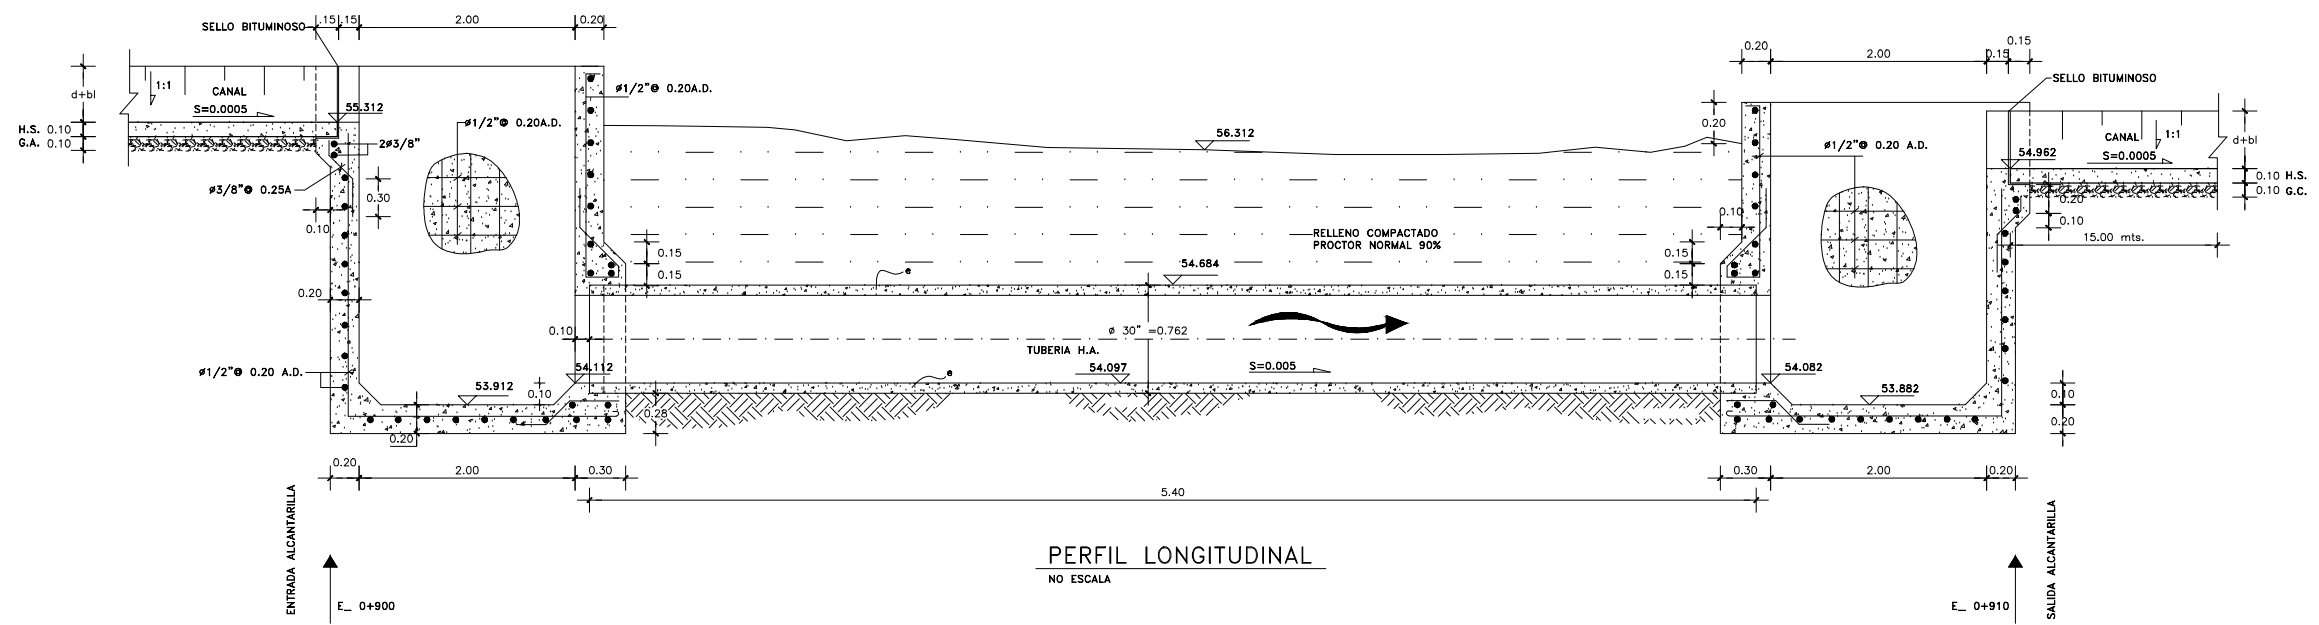 .15 .15 2.00 0.20
SELLO BITUMINOSO
0.15
0.20 2.00 0.15
SELLO BITUMINOSO
d+bl
1:1
CANAL
S=0.0005
55.312
ø1/2"@ 0.20A.D.
H.S. 0.10
G.A. 0.10
ø1/2"@ 0.20A.D.
2ø3/8"
ø3/8"@ 0.25A
0.30
0.10
56.312
0.20
ø1/2"@ 0.20 A.D.
54.962
CANAL
1:1
S=0.0005
d+bl
0.10 H.S.
0.10 G.C.
0.20
0.10
15.00 mts.
RELLENO COMPACTADO
PROCTOR NORMAL 90%
0.10
0.15
0.15
0.15
0.15
e
54.684
0.20
0.10
ø 30" =0.762
TUBERIA H.A.
ø1/2"@ 0.20 A.D.
54.112
54.097
S=0.005
54.082
e
53.912
0.10
53.882
0.10
0.28
0.20
0.20
0.20 2.00 0.30
0.30 2.00 0.20
5.40
ENTRADA ALCANTARILLA
SALIDA ALCANTARILLA
PERFIL LONGITUDINAL
NO ESCALA
E_ 0+900
E_ 0+910